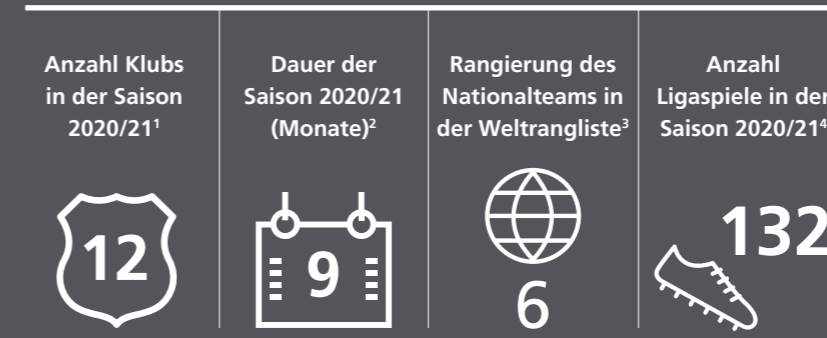 Anzahl Klubs
in der Saison
2020/21¹
12
Dauer der
Saison 2020/21
(Monate)²
9
Rangierung des
Nationalteams in
der Weltrangliste³
6
Anzahl
Ligaspiele in der
Saison 2020/21⁴
132